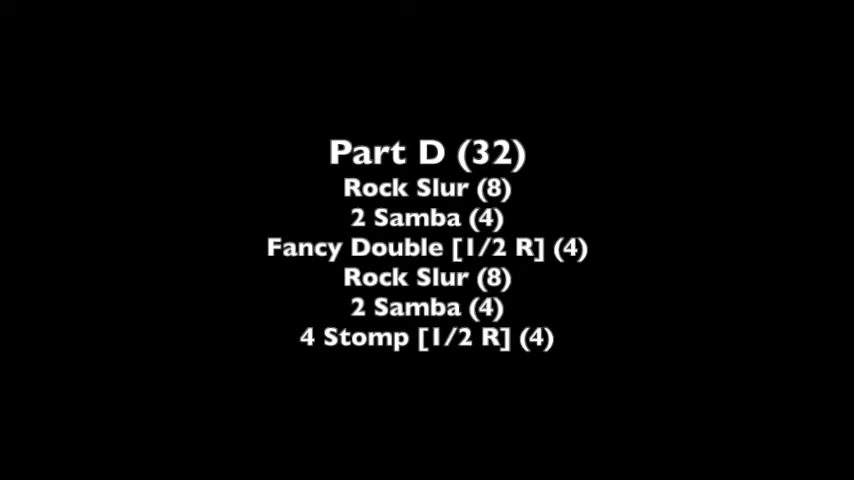 Part D (32)
Rock Slur (8)
2 Samba (4)
Fancy Double [1/2 R] (4)
Rock Slur (8)
2 Samba (4)
4 Stomp [1/2 R] (4)